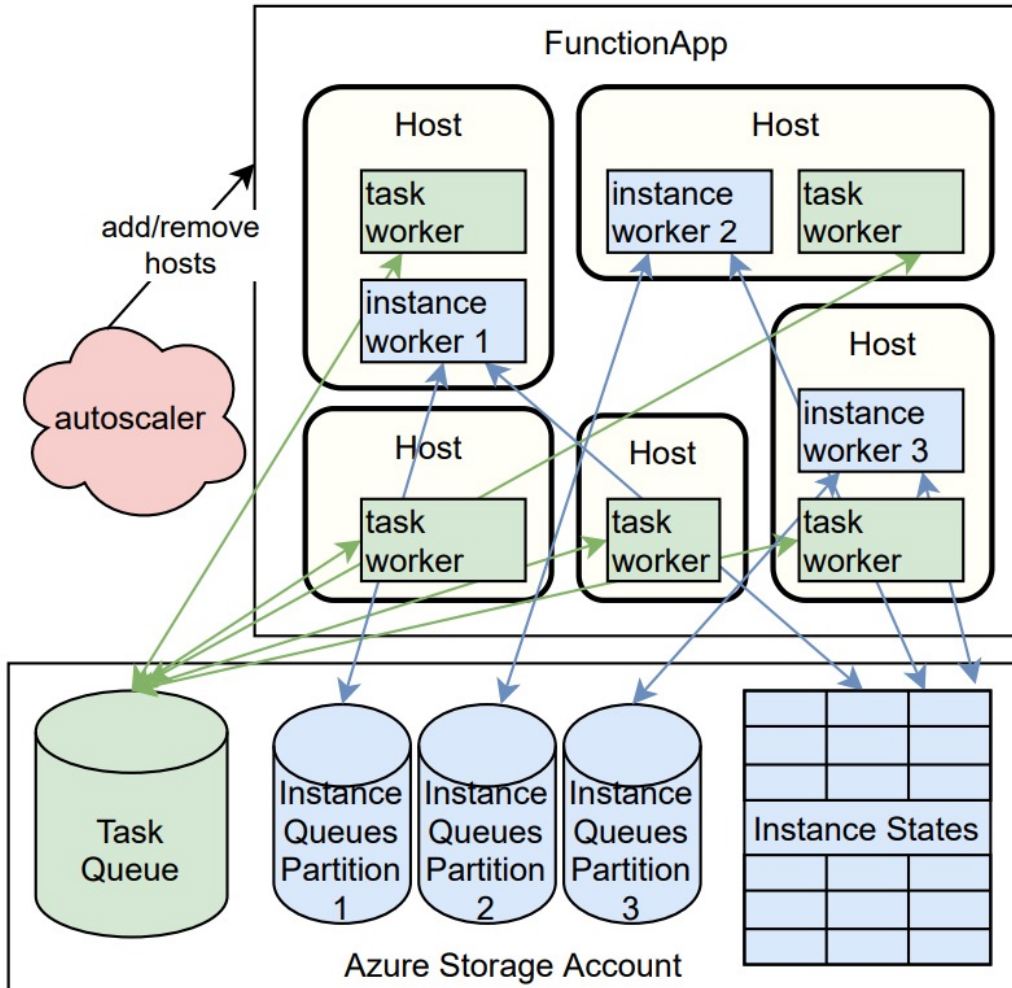 FunctionApp
Host
task
worker
instance
worker 1
Host
instance
worker 2
task
worker
add/remove
hosts
autoscaler
Host
task
worker
Host
task
worker
Host
instance
worker 3
task
worker
Task
Queue
Instance
Queues
Partition
1
Instance
Queues
Partition
2
Instance
Queues
Partition
3
Instance States
Azure Storage Account